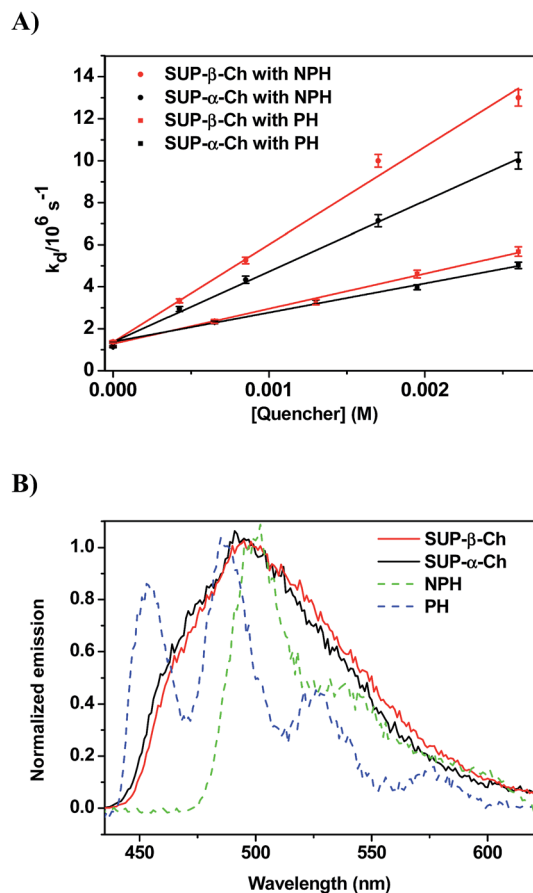 A)
SUP-β-Ch with NPH
SUP-α-Ch with NPH
SUP-β-Ch with PH
SUP-α-Ch with PH
14
12
10
8
6
4
2
0
k_d/10^6 s^-1
0.000
0.001
0.002
[Quencher] (M)
B)
SUP-β-Ch
SUP-α-Ch
NPH
PH
1.0
0.8
0.6
0.4
0.2
0.0
Normalized emission
450
500
550
600
Wavelength (nm)